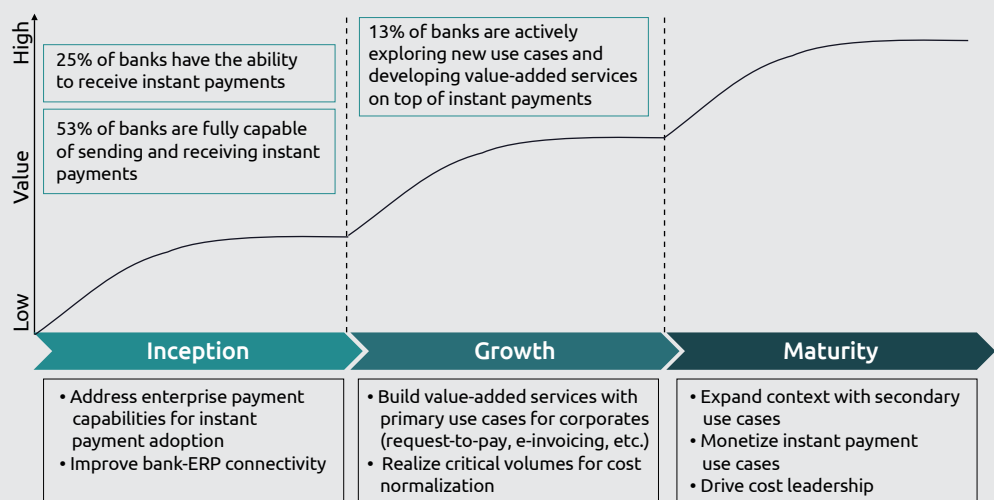 High
Value
Low
25% of banks have the ability
to receive instant payments
53% of banks are fully capable
of sending and receiving instant
payments
13% of banks are actively
exploring new use cases and
developing value-added services
on top of instant payments
Inception
Growth
Maturity
• Address enterprise payment
capabilities for instant
payment adoption
• Improve bank-ERP connectivity
• Build value-added services with
primary use cases for corporates
(request-to-pay, e-invoicing, etc.)
• Realize critical volumes for cost
normalization
• Expand context with secondary
use cases
• Monetize instant payment
use cases
• Drive cost leadership